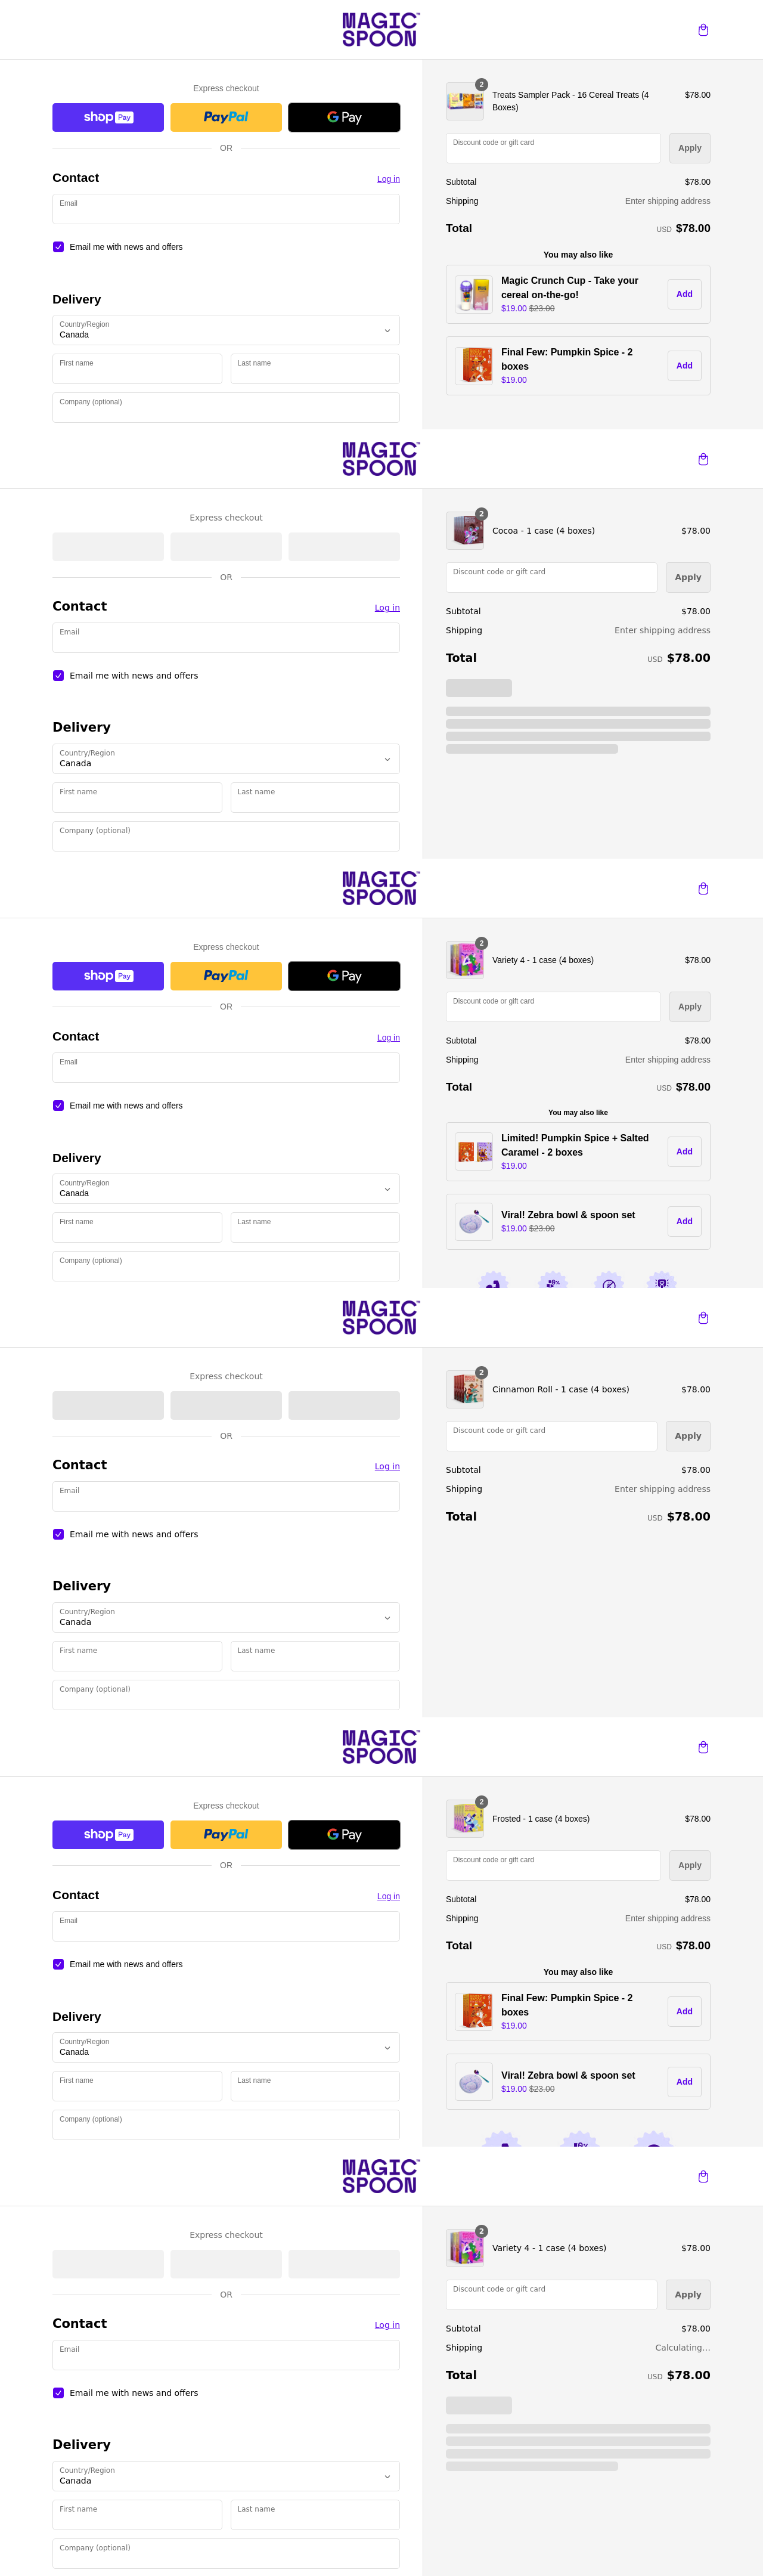 MAGIC
SPOON™
Express checkout
shop Pay
PayPal
G Pay
OR
Contact
Log in
Email
Email me with news and offers
Delivery
Country/Region
Canada
First name
Last name
Company (optional)
2
Treats Sampler Pack - 16 Cereal Treats (4
Boxes)
$78.00
Discount code or gift card
Apply
Subtotal
$78.00
Shipping
Enter shipping address
Total
USD $78.00
You may also like
Magic Crunch Cup - Take your
cereal on-the-go!
$19.00 $23.00
Add
Final Few: Pumpkin Spice - 2
boxes
$19.00
Add
MAGIC
SPOON™
Express checkout
OR
Contact
Log in
Email
Email me with news and offers
Delivery
Country/Region
Canada
First name
Last name
Company (optional)
2
Cocoa - 1 case (4 boxes)
$78.00
Discount code or gift card
Apply
Subtotal
$78.00
Shipping
Enter shipping address
Total
USD $78.00
MAGIC
SPOON™
Express checkout
shop Pay
PayPal
G Pay
OR
Contact
Log in
Email
Email me with news and offers
Delivery
Country/Region
Canada
First name
Last name
Company (optional)
2
Variety 4 - 1 case (4 boxes)
$78.00
Discount code or gift card
Apply
Subtotal
$78.00
Shipping
Enter shipping address
Total
USD $78.00
You may also like
Limited! Pumpkin Spice + Salted
Caramel - 2 boxes
$19.00
Add
Viral! Zebra bowl & spoon set
$19.00 $23.00
Add
MAGIC
SPOON™
Express checkout
OR
Contact
Log in
Email
Email me with news and offers
Delivery
Country/Region
Canada
First name
Last name
Company (optional)
2
Cinnamon Roll - 1 case (4 boxes)
$78.00
Discount code or gift card
Apply
Subtotal
$78.00
Shipping
Enter shipping address
Total
USD $78.00
MAGIC
SPOON™
Express checkout
shop Pay
PayPal
G Pay
OR
Contact
Log in
Email
Email me with news and offers
Delivery
Country/Region
Canada
First name
Last name
Company (optional)
2
Frosted - 1 case (4 boxes)
$78.00
Discount code or gift card
Apply
Subtotal
$78.00
Shipping
Enter shipping address
Total
USD $78.00
You may also like
Final Few: Pumpkin Spice - 2
boxes
$19.00
Add
Viral! Zebra bowl & spoon set
$19.00 $23.00
Add
MAGIC
SPOON™
Express checkout
OR
Contact
Log in
Email
Email me with news and offers
Delivery
Country/Region
Canada
First name
Last name
Company (optional)
2
Variety 4 - 1 case (4 boxes)
$78.00
Discount code or gift card
Apply
Subtotal
$78.00
Shipping
Calculating...
Total
USD $78.00